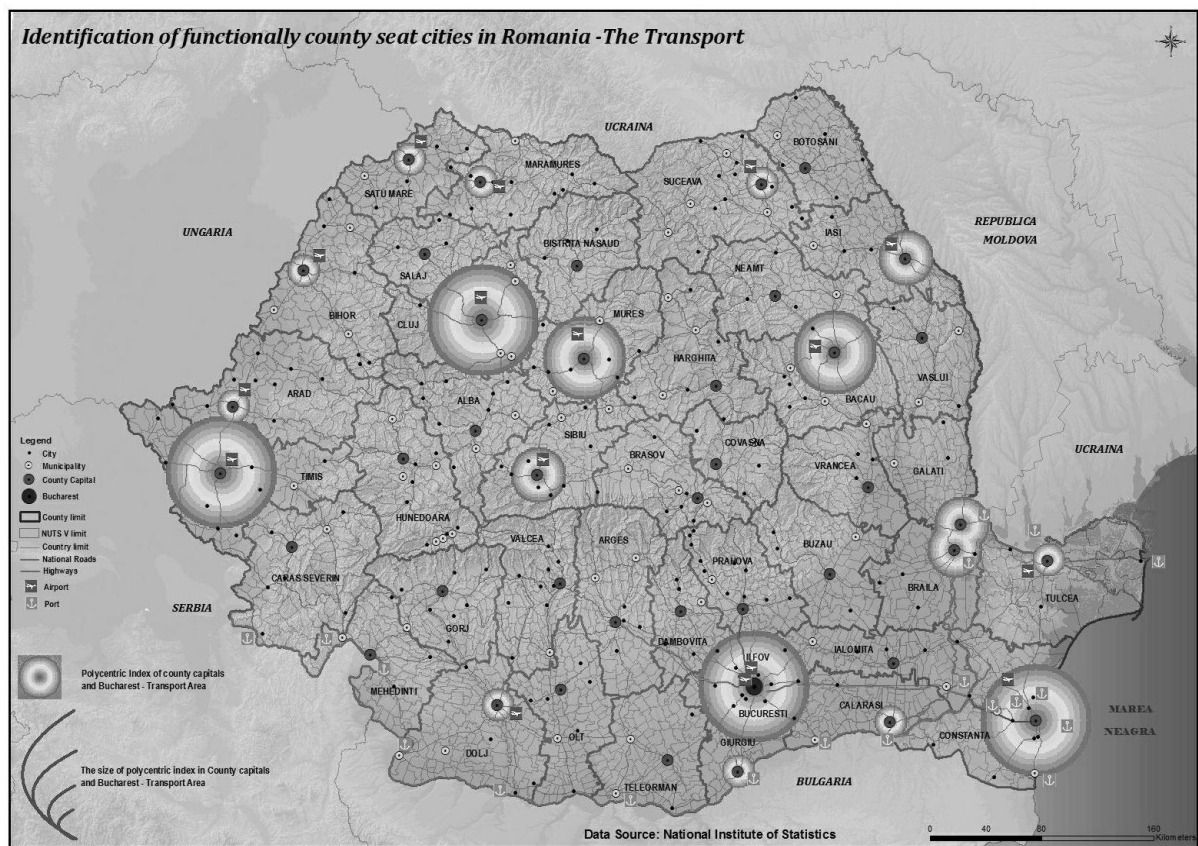 Identification of functionally county seat cities in Romania -The Transport
UCRAINA
BOTOSANI
MARAMURES
SUCEAVA
SATU MARE
REPUBLICA
MOLDOVA
IASI
UNGARIA
BISTRITA NASAUD
NEAMT
SALAJ
BIHOR
CLUJ
MURES
HARGHITA
VASLUI
BACAU
ARAD
ALBA
SIBIU
COVASNA
UCRAINA
BRASOV
VRANCEA
GALATI
TIMIS
Legend
City
Municipality
County Capital
Bucharest
County limit
NUTS V limit
Country limit
National Roads
Highways
Airport
Port
HUNEDOARA
VALCEA
ARGES
PRAHOVA
BUZAU
BRAILA
TULCEA
CARAS SEVERIN
SERBIA
GORJ
DAMBOVITA
ILFOV
IALOMITA
Polycentric Index of county capitals
and Bucharest - Transport Area
MEHEDINTI
BUCURESTI
CALARASI
CONSTANTA
MAREA
NEAGRA
DOLJ
OLT
GIURGIU
TELEORMAN
BULGARIA
The size of polycentric index in County capitals
and Bucharest - Transport Area
Data Source: National Institute of Statistics
0 40 80 160
Kilometers